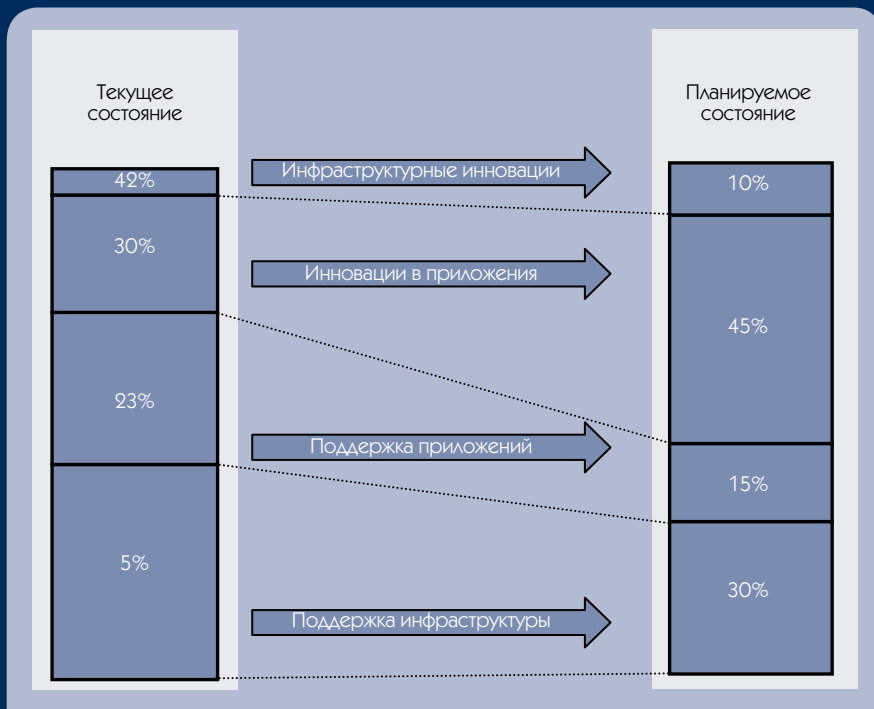 Текущее
состояние
42%
30%
23%
5%
Инфраструктурные инновации
Инновации в приложения
Поддержка приложений
Поддержка инфраструктуры
Планируемое
состояние
10%
45%
15%
30%